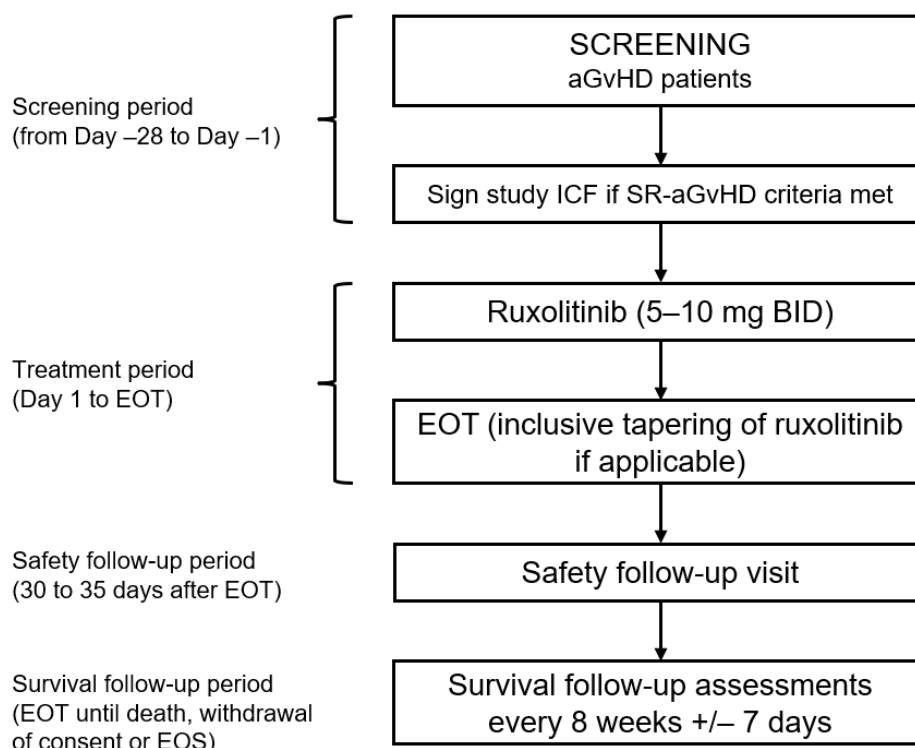 SCREENING
aGvHD patients
Screening period
(from Day –28 to Day –1)
Sign study ICF if SR-aGvHD criteria met
Ruxolitinib (5–10 mg BID)
Treatment period
(Day 1 to EOT)
EOT (inclusive tapering of ruxolitinib
if applicable)
Safety follow-up period
(30 to 35 days after EOT)
Safety follow-up visit
Survival follow-up period
(EOT until death, withdrawal
of consent or EOS)
Survival follow-up assessments
every 8 weeks +/– 7 days